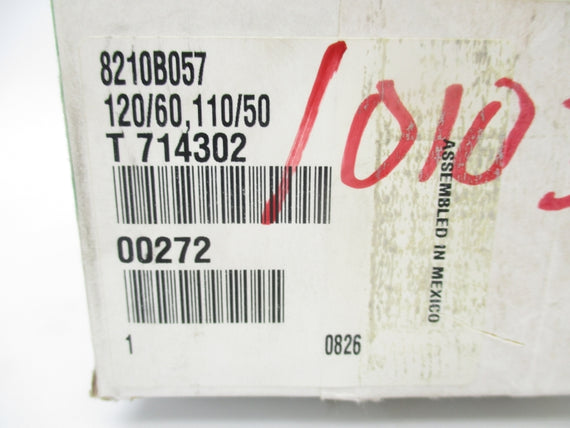 8210B057
120/60,110/50
T 714302
00272
1 0826
ASSEMBLED IN MEXICO
1010